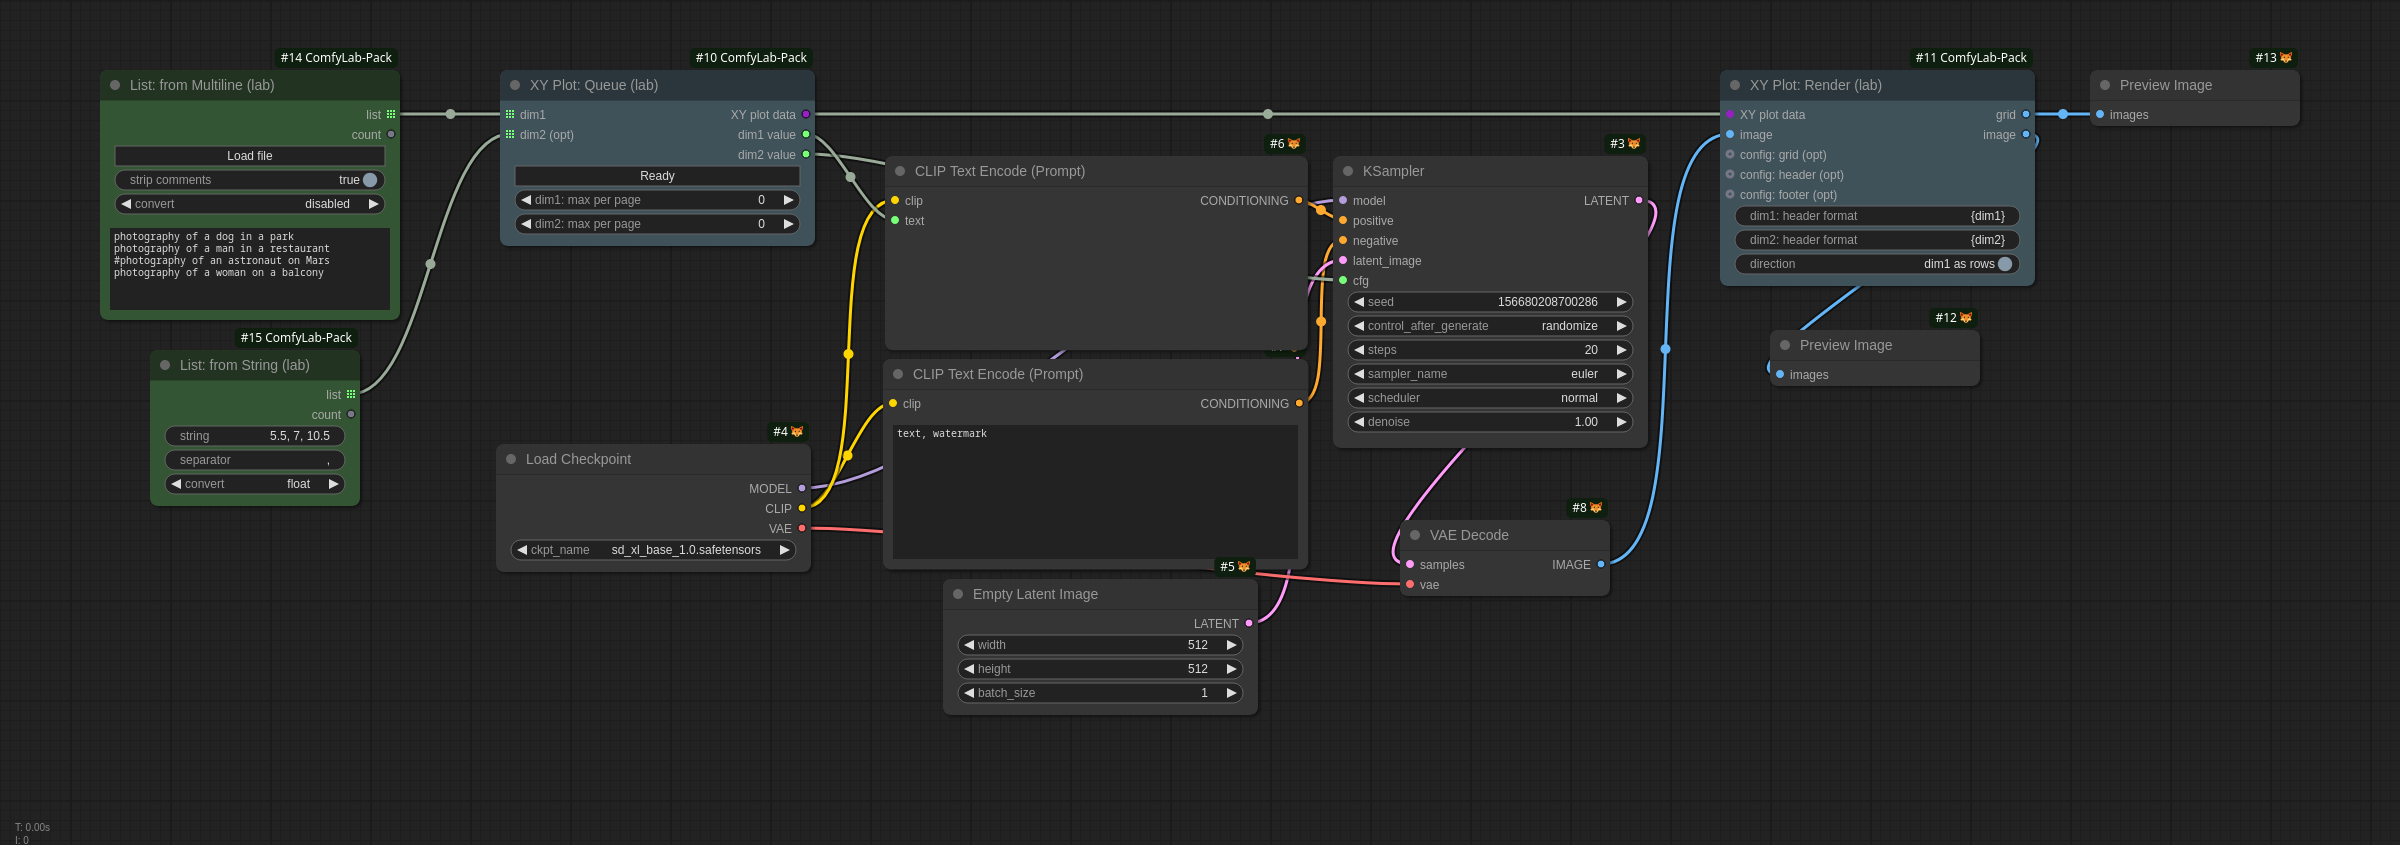 #14 ComfyLab-Pack
List: from Multiline (lab)
list
count
Load file
strip comments true
convert disabled
photography of a dog in a park
photography of a man in a restaurant
#photography of an astronaut on Mars
photography of a woman on a balcony
#15 ComfyLab-Pack
List: from String (lab)
list
count
string 5.5, 7, 10.5
separator ,
convert float
#10 ComfyLab-Pack
XY Plot: Queue (lab)
dim1 XY plot data
dim2 (opt) dim1 value
dim2 value
Ready
dim1: max per page 0
dim2: max per page 0
#4
Load Checkpoint
MODEL
CLIP
VAE
ckpt_name sd_xl_base_1.0.safetensors
#6
CLIP Text Encode (Prompt)
clip CONDITIONING
text
CLIP Text Encode (Prompt)
clip CONDITIONING
text, watermark
#5
Empty Latent Image
LATENT
width 512
height 512
batch_size 1
#3
KSampler
model LATENT
positive
negative
latent_image
cfg
seed 156680208700286
control_after_generate randomize
steps 20
sampler_name euler
scheduler normal
denoise 1.00
#8
VAE Decode
samples IMAGE
vae
#11 ComfyLab-Pack
XY Plot: Render (lab)
XY plot data grid
image image
config: grid (opt)
config: header (opt)
config: footer (opt)
dim1: header format {dim1}
dim2: header format {dim2}
direction dim1 as rows
#12
Preview Image
images
#13
Preview Image
images
T: 0.00s
I: 0